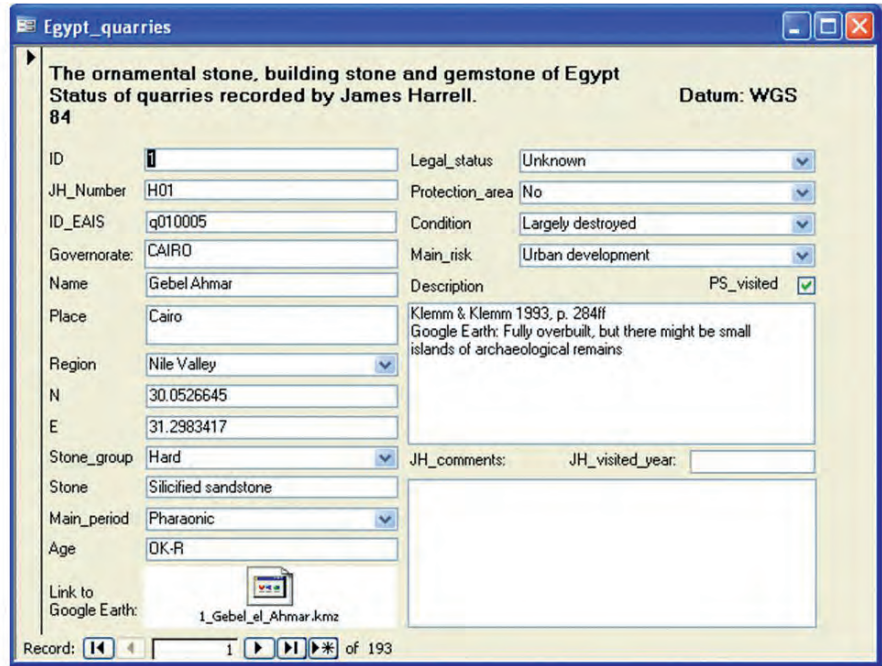 Egypt_quarries
The ornamental stone, building stone and gemstone of Egypt
Status of quarries recorded by James Harrell. Datum: WGS
84
ID 1
JH_Number H01
ID_EAIS q010005
Governorate: CAIRO
Name Gebel Ahmar
Place Cairo
Region Nile Valley
N 30.0526645
E 31.2983417
Stone_group Hard
Stone Silicified sandstone
Main_period Pharaonic
Age OK-R
Link to
Google Earth:
1_Gebel_el_Ahmar.kmz
Legal_status Unknown
Protection_area No
Condition Largely destroyed
Main_risk Urban development
Description PS_visited
Klemm & Klemm 1993, p. 284ff
Google Earth: Fully overbuilt, but there might be small
islands of archaeological remains
JH_comments: JH_visited_year:
Record: 1 of 193